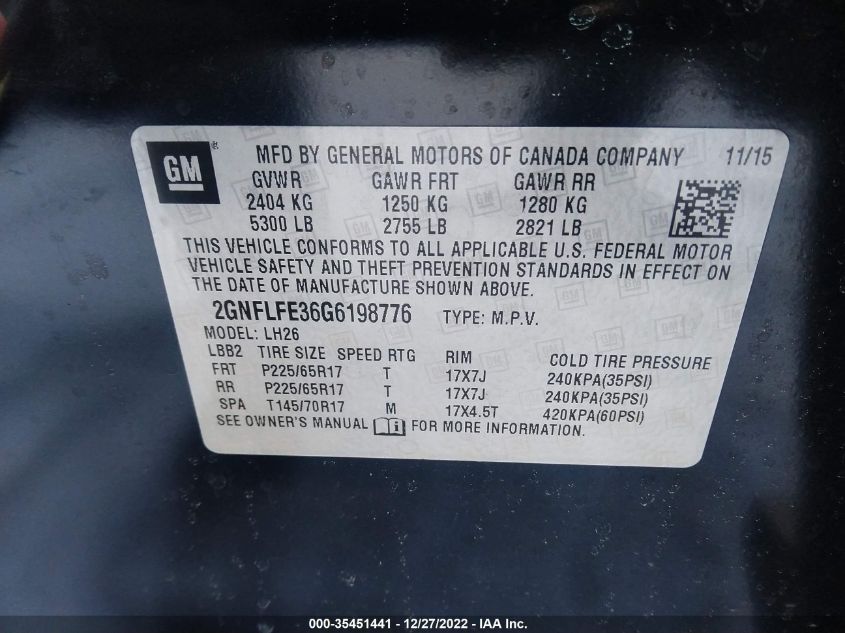 GM ® MFD BY GENERAL MOTORS OF CANADA COMPANY 11/15
GVWR GAWR FRT GAWR RR
2404 KG 1250 KG 1280 KG
5300 LB 2755 LB 2821 LB
THIS VEHICLE CONFORMS TO ALL APPLICABLE U.S. FEDERAL MOTOR
VEHICLE SAFETY AND THEFT PREVENTION STANDARDS IN EFFECT ON
THE DATE OF MANUFACTURE SHOWN ABOVE.
2GNFLFE36G6198776 TYPE: M.P.V.
MODEL: LH26
LBB2 TIRE SIZE SPEED RTG RIM COLD TIRE PRESSURE
FRT P225/65R17 T 17X7J 240KPA(35PSI)
RR P225/65R17 T 17X7J 240KPA(35PSI)
SPA T145/70R17 M 17X4.5T 420KPA(60PSI)
SEE OWNER'S MANUAL FOR MORE INFORMATION.
000-35451441 - 12/27/2022 - IAA Inc.